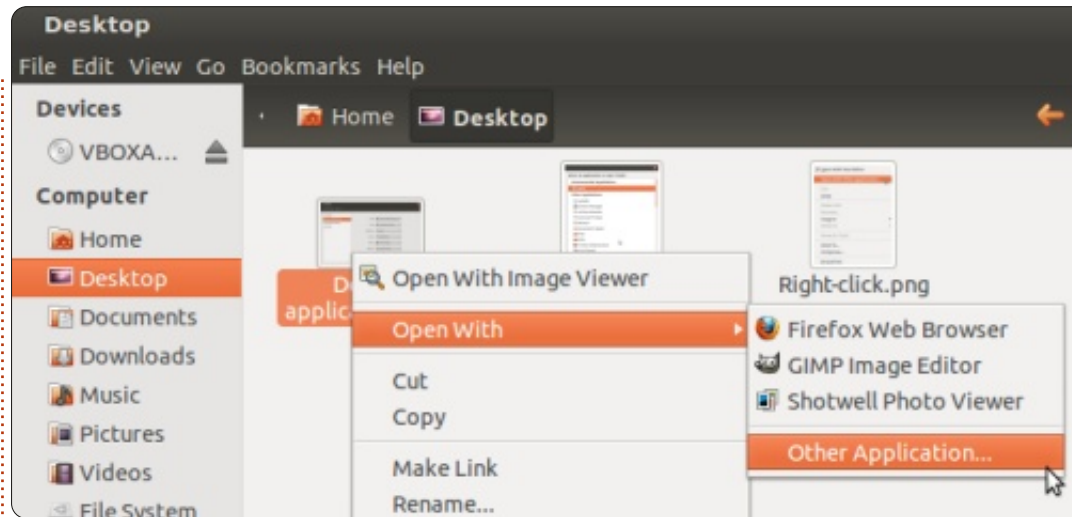 Desktop
File Edit View Go Bookmarks Help
Devices
VBOXA...
Computer
Home
Desktop
Documents
Downloads
Music
Pictures
Videos
File System
Home Desktop
Right-click.png
Open With Image Viewer
Open With
Cut
Copy
Make Link
Rename...
Firefox Web Browser
GIMP Image Editor
Shotwell Photo Viewer
Other Application...